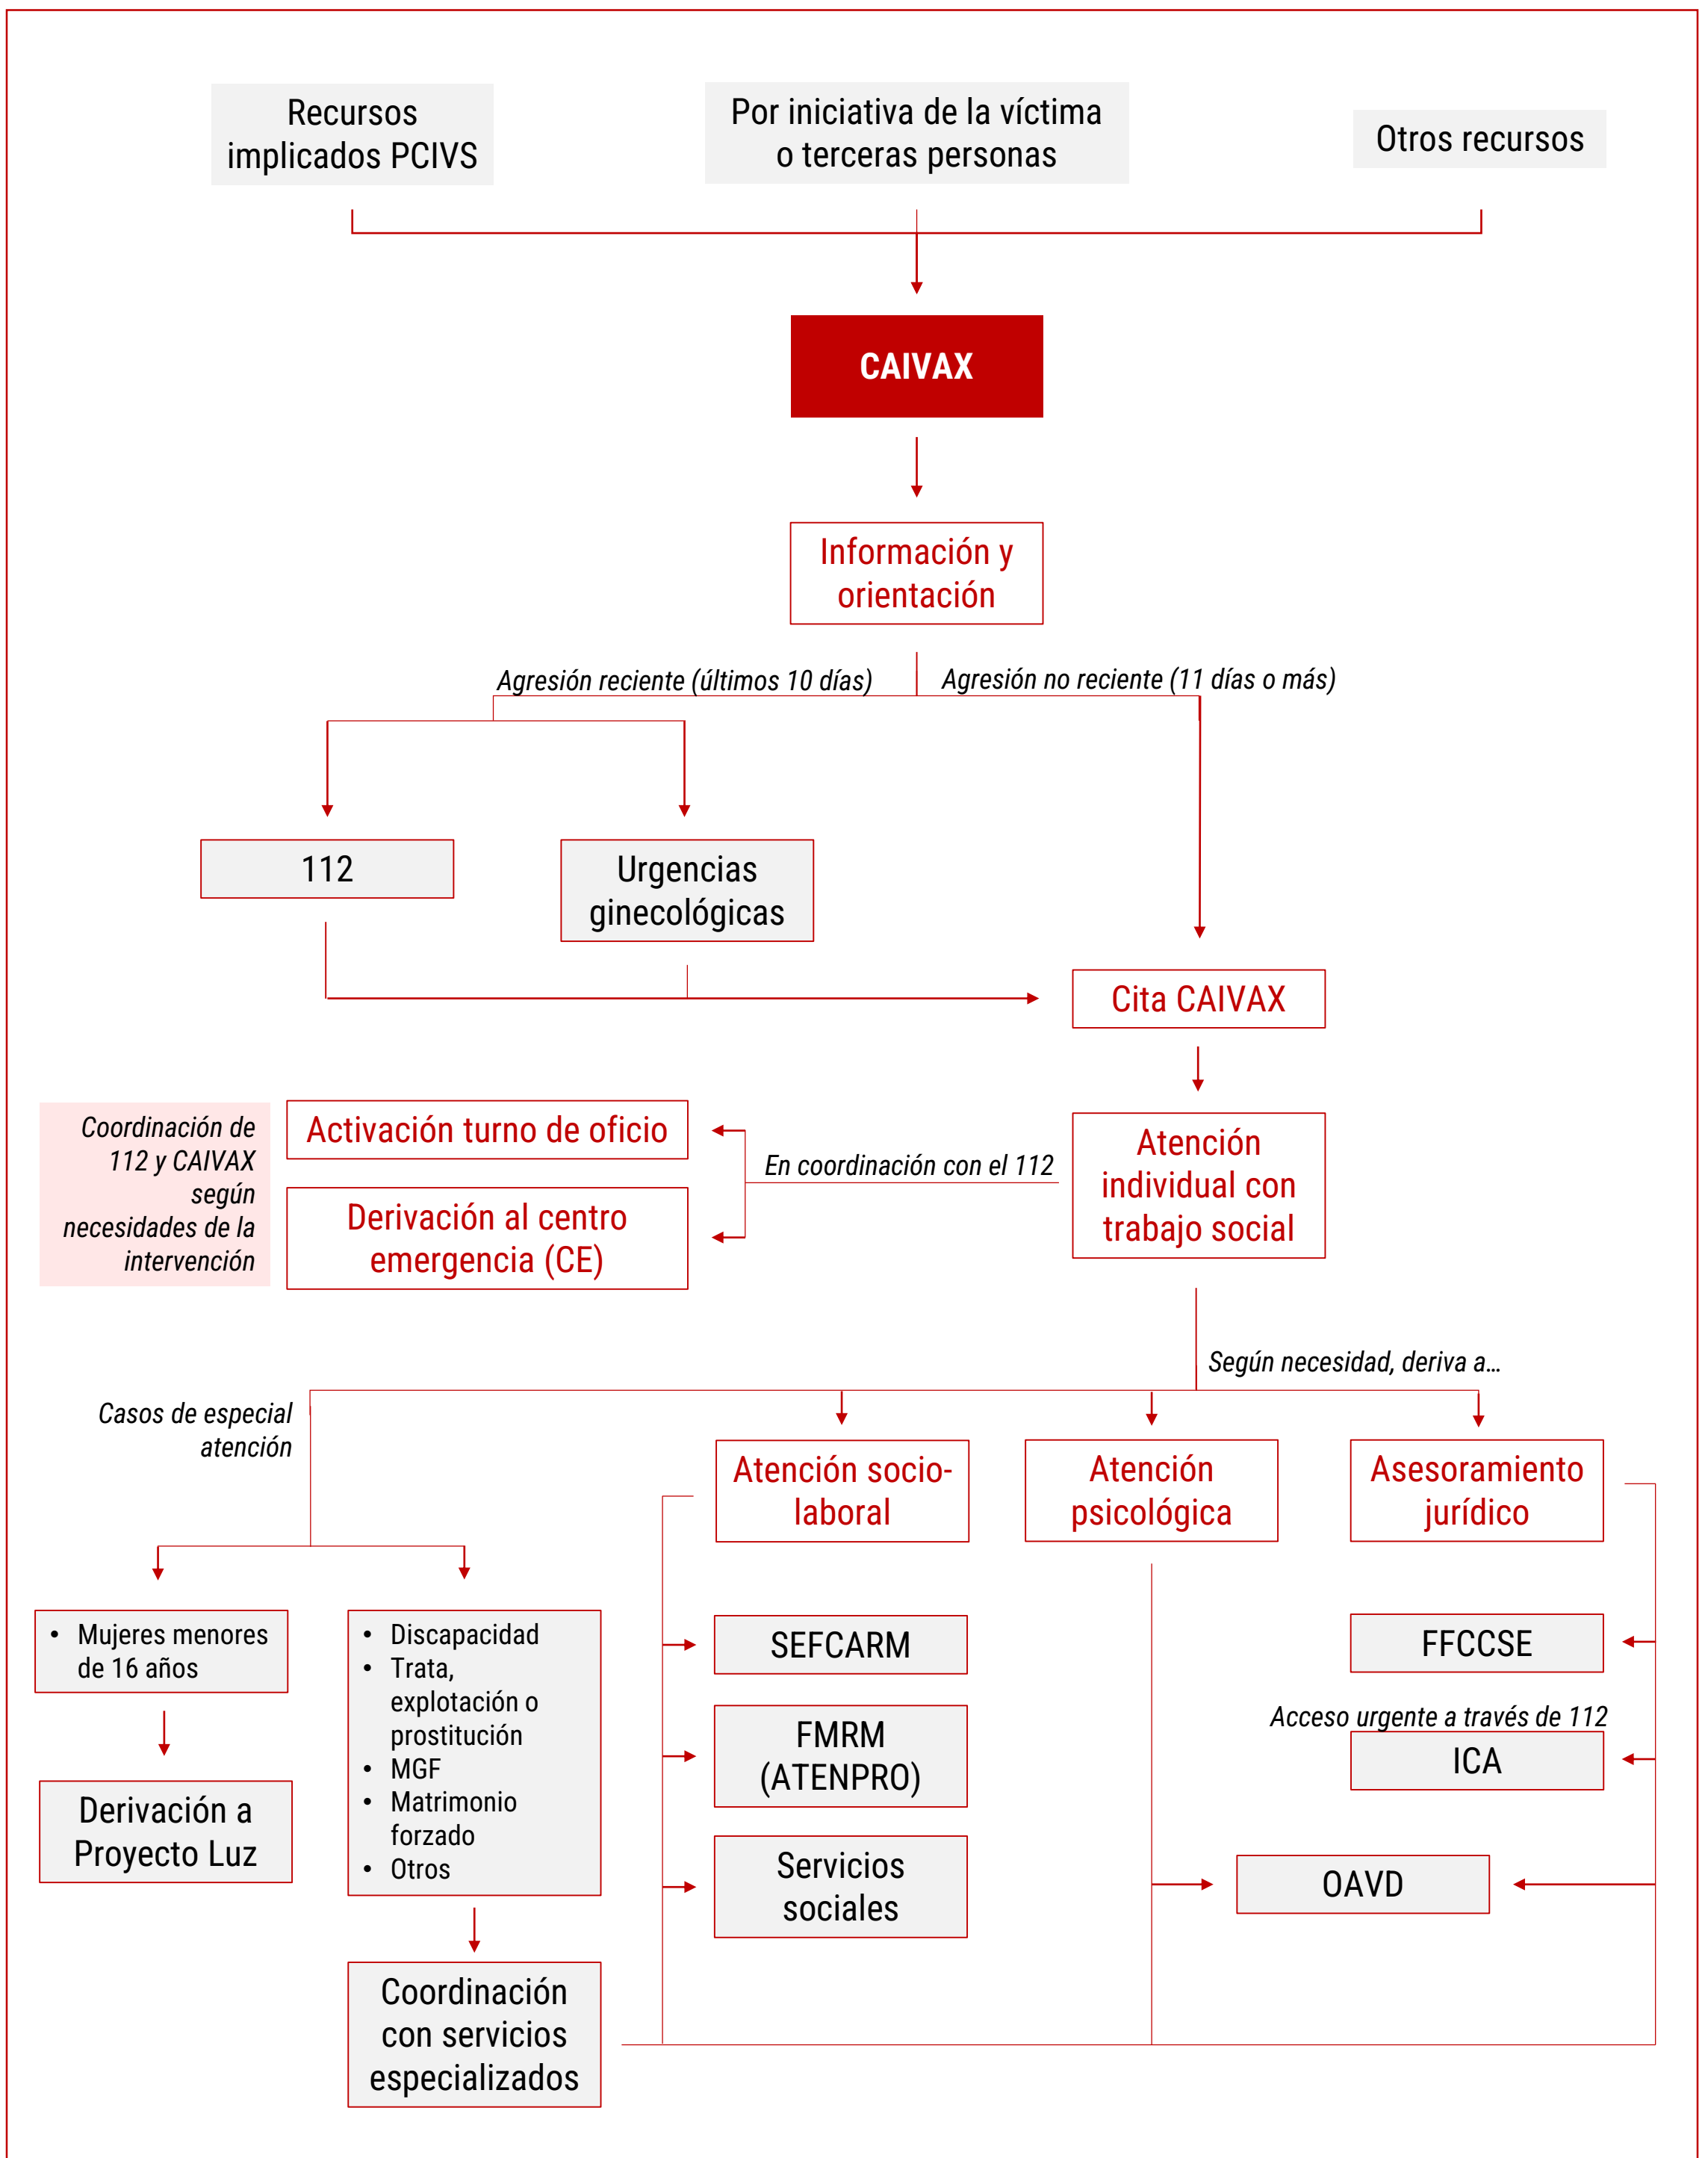 Recursos
implicados PCIVS
Por iniciativa de la víctima
o terceras personas
Otros recursos
CAIVAX
Información y
orientación
Agresión reciente (últimos 10 días)
Agresión no reciente (11 días o más)
112
Urgencias
ginecológicas
Cita CAIVAX
Coordinación de
112 y CAIVAX
según
necesidades de la
intervención
Activación turno de oficio
Derivación al centro
emergencia (CE)
En coordinación con el 112
Atención
individual con
trabajo social
Según necesidad, deriva a...
Casos de especial
atención
Atención socio-
laboral
Atención
psicológica
Asesoramiento
jurídico
• Mujeres menores
de 16 años
Derivación a
Proyecto Luz
• Discapacidad
• Trata,
explotación o
prostitución
• MGF
• Matrimonio
forzado
• Otros
Coordinación
con servicios
especializados
SEFCARM
FMRM
(ATENPRO)
Servicios
sociales
FFCCSE
Acceso urgente a través de 112
ICA
OAVD